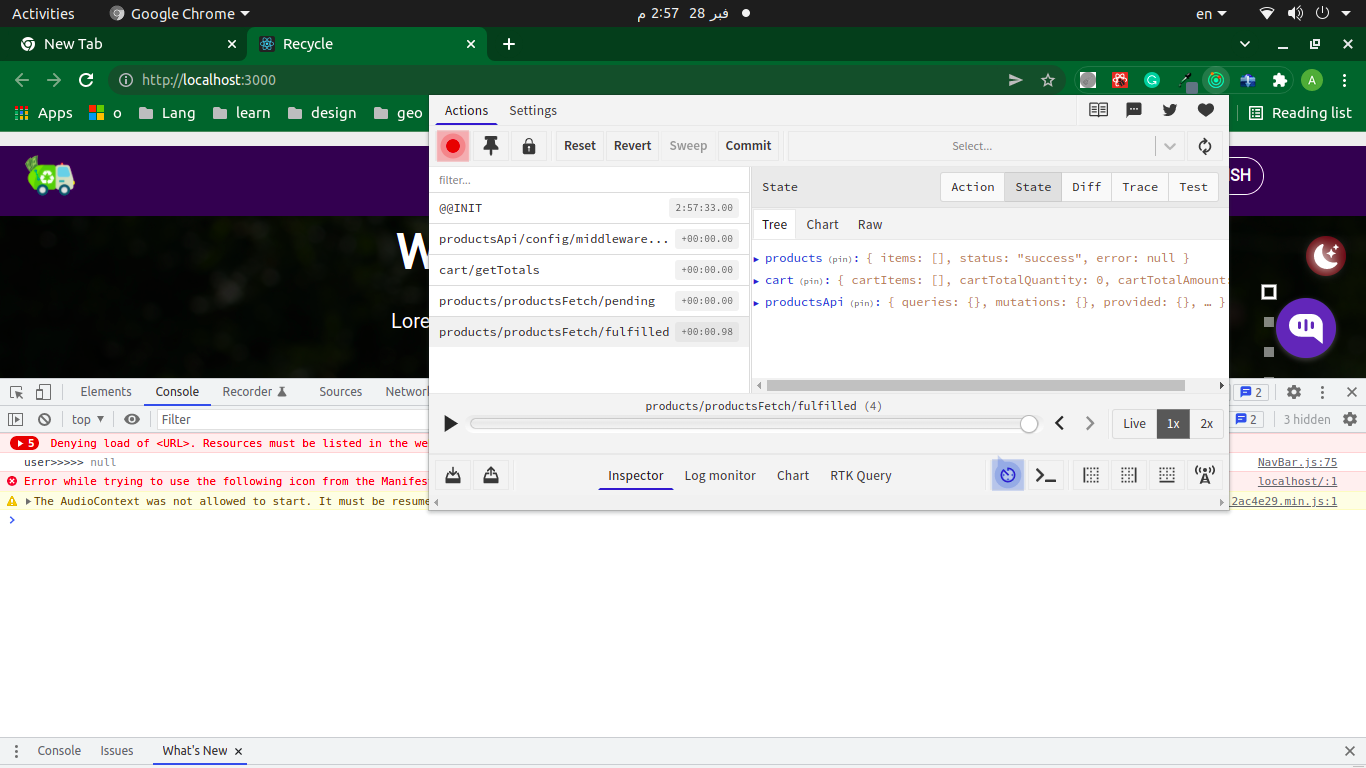 Activities
Google Chrome
فبر 28 2:57 م
en
New Tab
Recycle
http://localhost:3000
A
Apps
o
Lang
learn
design
geo
Reading list
Actions
Settings
Reset
Revert
Sweep
Commit
Select...
SH
filter...
@@INIT
2:57:33.00
productsApi/config/middleware...
+00:00.00
cart/getTotals
+00:00.00
products/productsFetch/pending
+00:00.00
products/productsFetch/fulfilled
+00:00.98
State
Action
State
Diff
Trace
Test
Tree
Chart
Raw
products (pin): { items: [], status: "success", error: null }
cart (pin): { cartItems: [], cartTotalQuantity: 0, cartTotalAmount:
productsApi (pin): { queries: {}, mutations: {}, provided: {}, … }
W
Lore
products/productsFetch/fulfilled (4)
Live
1x
2x
Inspector
Log monitor
Chart
RTK Query
Elements
Console
Recorder
Sources
Network
2
top
Filter
2
3 hidden
5 Denying load of <URL>. Resources must be listed in the we
user>>>>> null
NavBar.js:75
Error while trying to use the following icon from the Manifes
localhost/:1
The AudioContext was not allowed to start. It must be resume
2ac4e29.min.js:1
Console
Issues
What's New